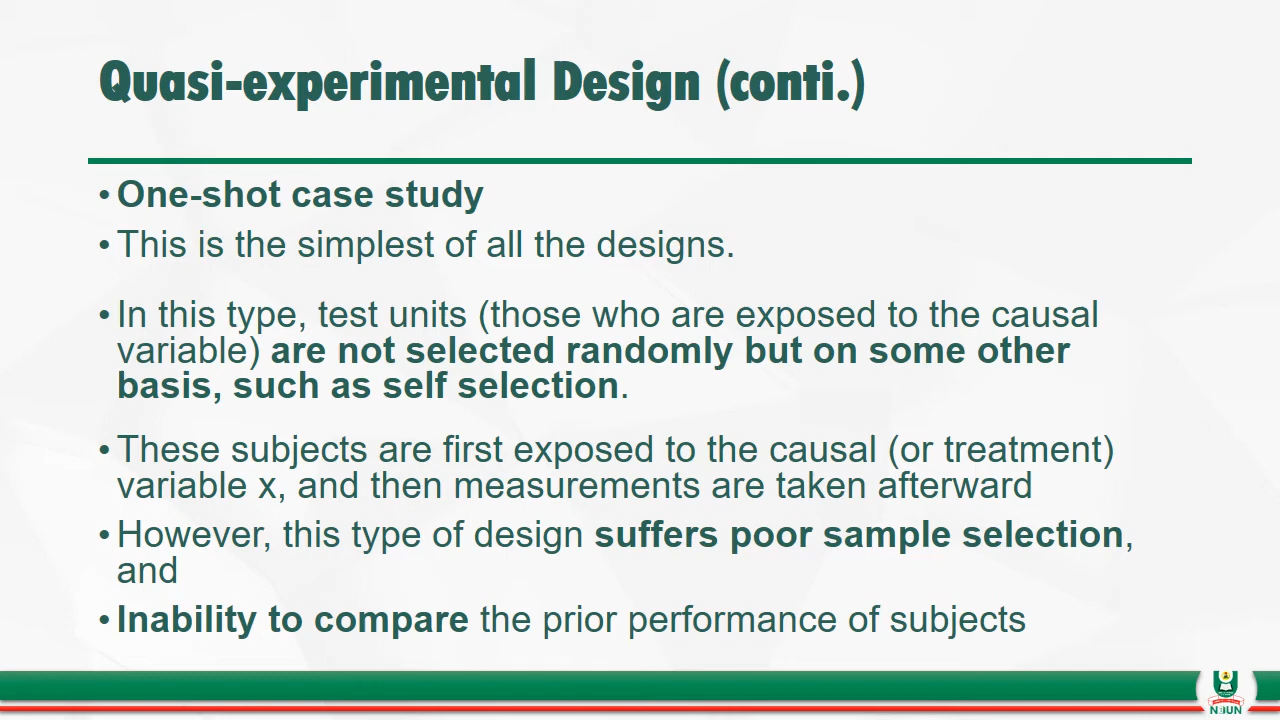 Quasi-experimental Design (conti.)
• One-shot case study
• This is the simplest of all the designs.
• In this type, test units (those who are exposed to the causal
variable) are not selected randomly but on some other
basis, such as self selection.
• These subjects are first exposed to the causal (or treatment)
variable x, and then measurements are taken afterward
• However, this type of design suffers poor sample selection,
and
• Inability to compare the prior performance of subjects
NOUN